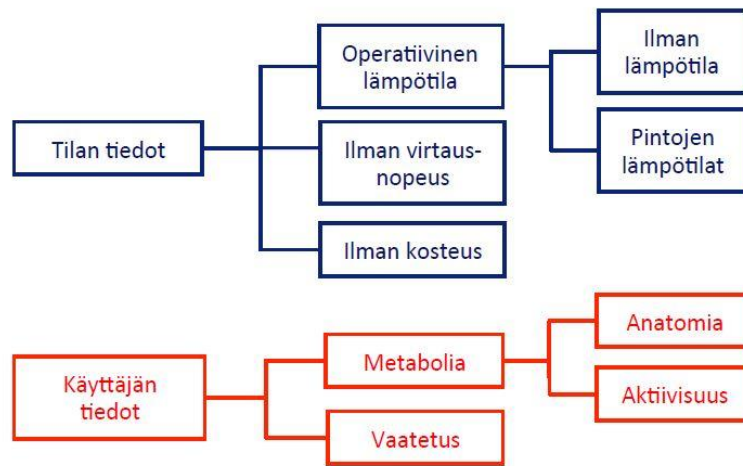 Operatiivinen
lämpötila
Ilman
lämpötila
Tilan tiedot
Ilman virtaus-
nopeus
Pintojen
lämpötilat
Ilman kosteus
Käyttäjän
tiedot
Metabolia
Anatomia
Aktiivisuus
Vaatetus